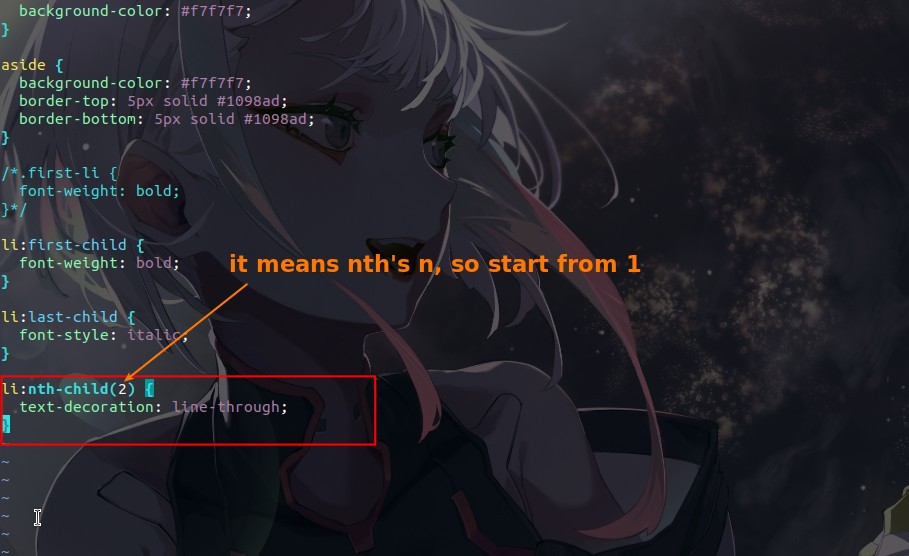 background-color: #f7f7f7;
}
aside {
background-color: #f7f7f7;
border-top: 5px solid #1098ad;
border-bottom: 5px solid #1098ad;
}
/*.first-li {
font-weight: bold;
}*/
li:first-child {
font-weight: bold;
}
it means nth's n, so start from 1
li:last-child {
font-style: italic;
}
li:nth-child(2) {
text-decoration: line-through;
}
~
~
~
~
~
~